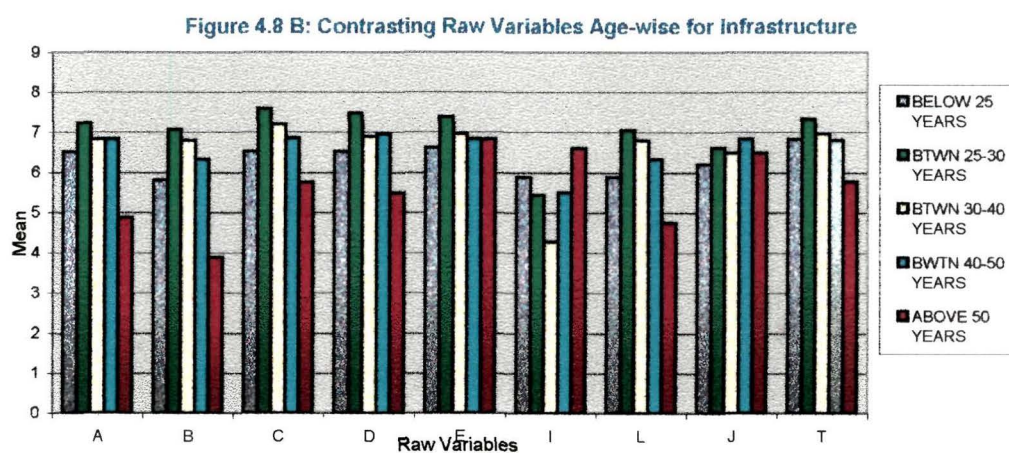 Figure 4.8 B: Contrasting Raw Variables Age-wise for Infrastructure
9
8
7
6
5
4
3
2
1
0
Mean
A B C D E I L J T
Raw Variables
BELOW 25
YEARS
BTWN 25-30
YEARS
BTWN 30-40
YEARS
BWTN 40-50
YEARS
ABOVE 50
YEARS